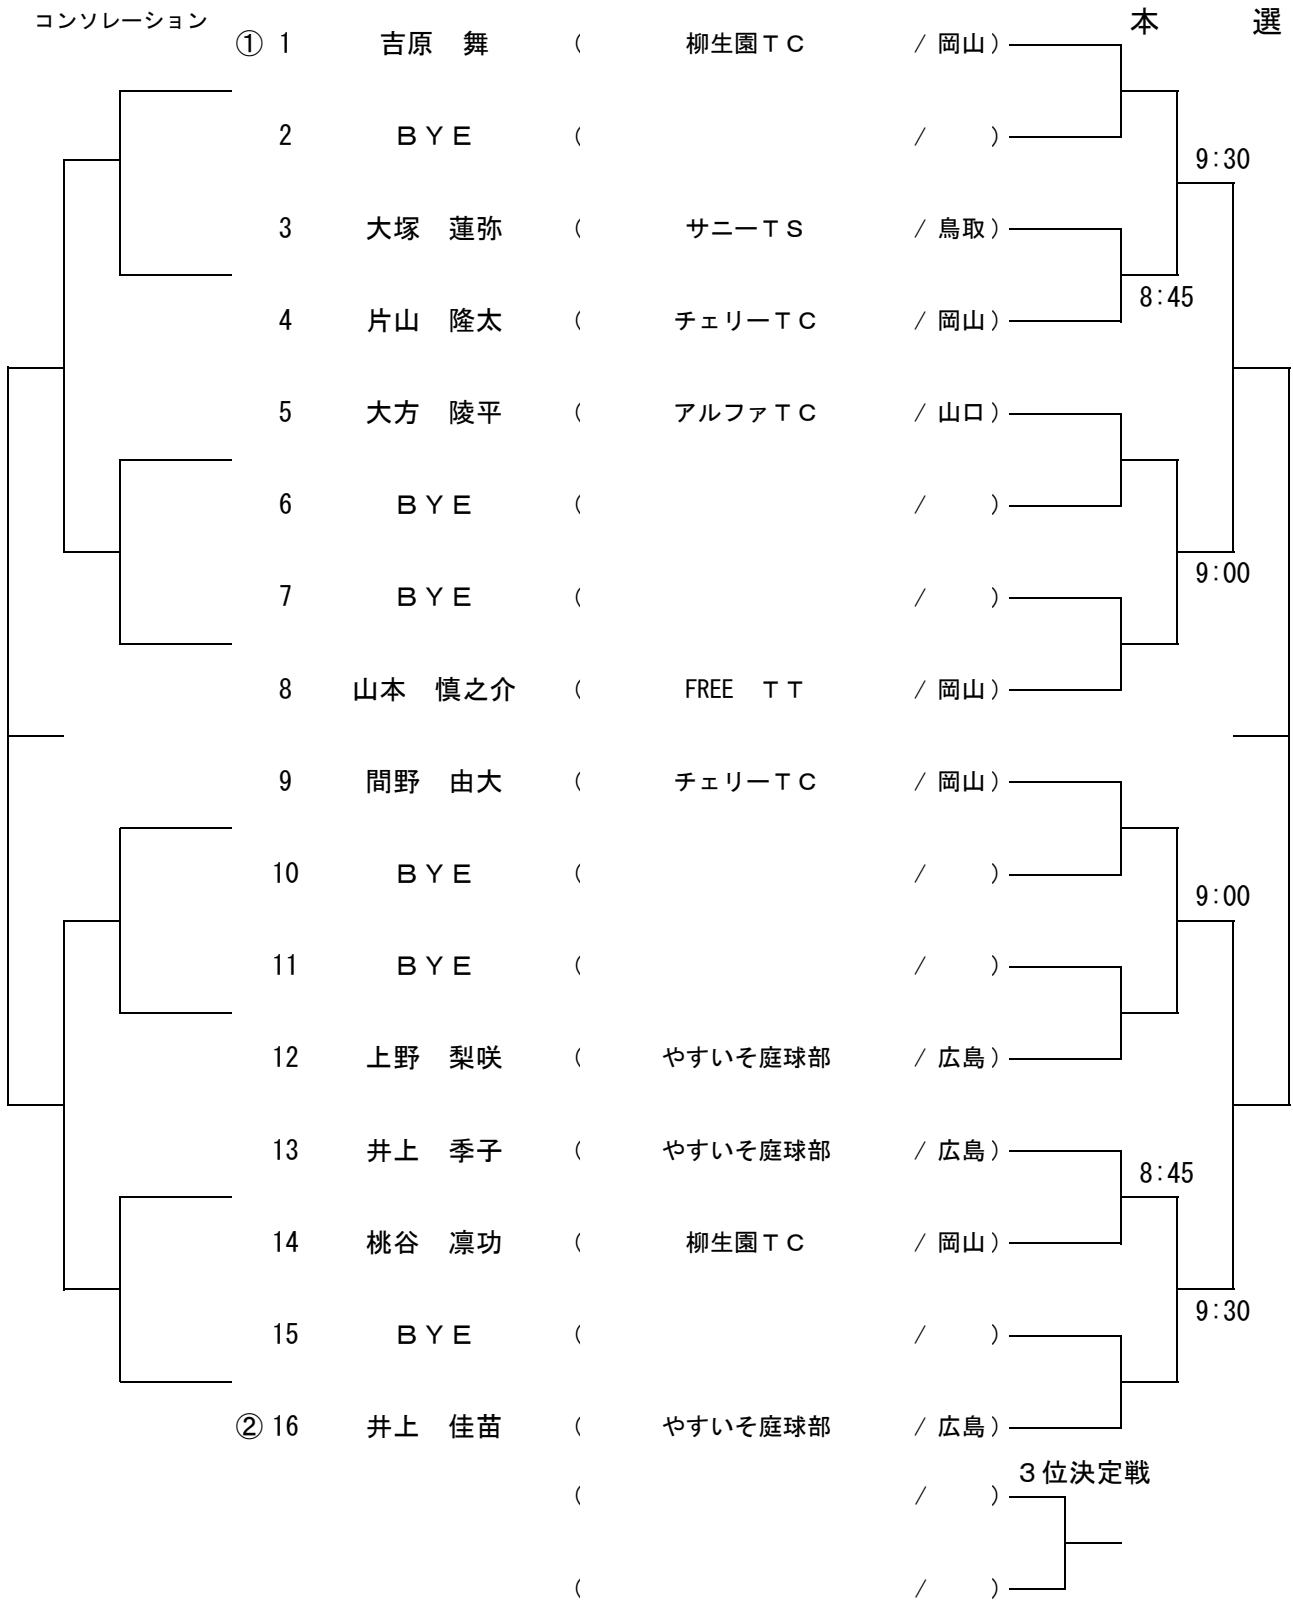 コンソレーション 本 選
① 1 吉原 舞 ( 柳生園ＴＣ / 岡山 )
2 ＢＹＥ ( / )
9:30
3 大塚 蓮弥 ( サニーＴＳ / 鳥取 )
8:45
4 片山 隆太 ( チェリーＴＣ / 岡山 )
5 大方 陵平 ( アルファＴＣ / 山口 )
6 ＢＹＥ ( / )
9:00
7 ＢＹＥ ( / )
8 山本 慎之介 ( FREE ＴＴ / 岡山 )
9 間野 由大 ( チェリーＴＣ / 岡山 )
10 ＢＹＥ ( / )
9:00
11 ＢＹＥ ( / )
12 上野 梨咲 ( やすいそ庭球部 / 広島 )
13 井上 季子 ( やすいそ庭球部 / 広島 )
8:45
14 桃谷 凛功 ( 柳生園ＴＣ / 岡山 )
9:30
15 ＢＹＥ ( / )
② 16 井上 佳苗 ( やすいそ庭球部 / 広島 )
３位決定戦
( / )
( / )